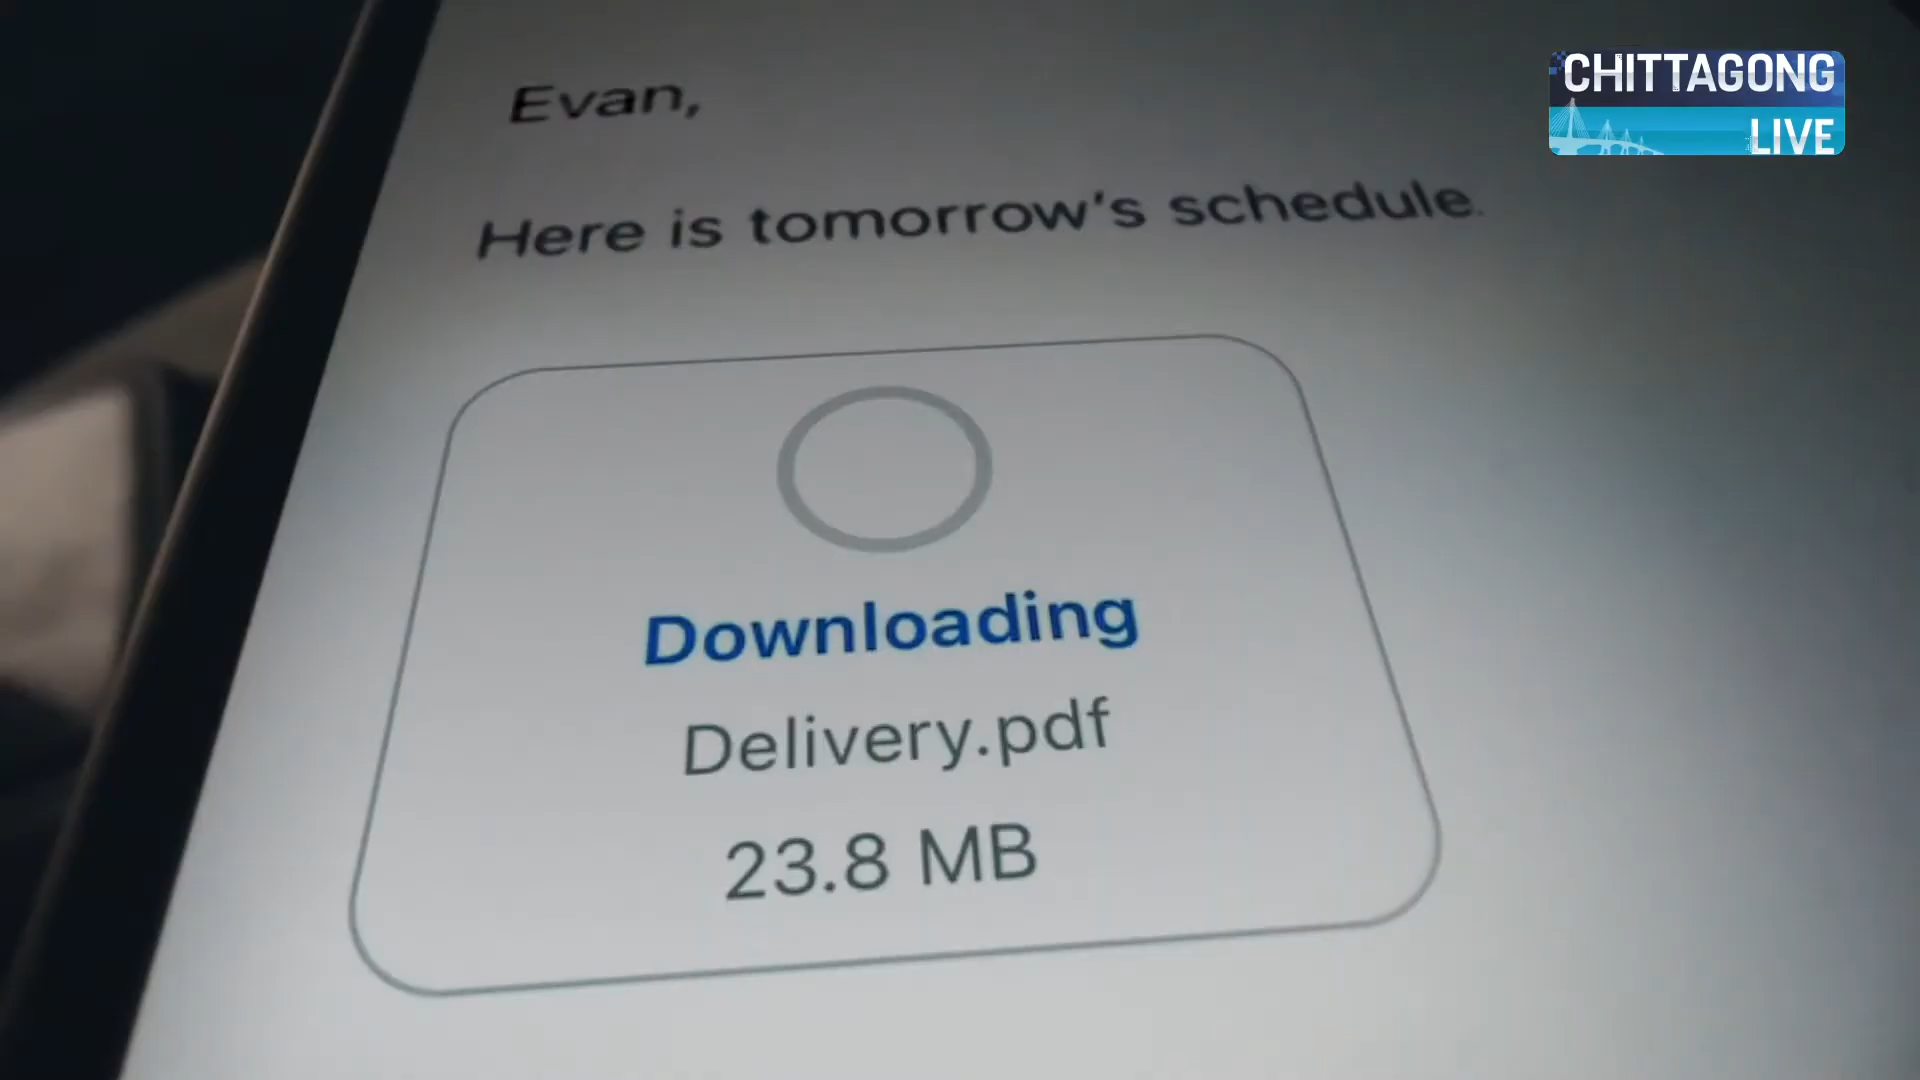 CHITTAGONG
LIVE
Evan,
Here is tomorrow's schedule.
Downloading
Delivery.pdf
23.8 MB